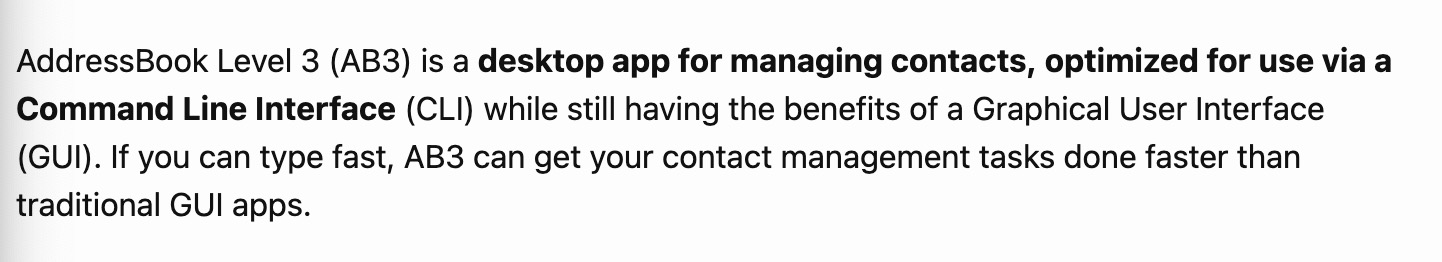 AddressBook Level 3 (AB3) is a desktop app for managing contacts, optimized for use via a
Command Line Interface (CLI) while still having the benefits of a Graphical User Interface
(GUI). If you can type fast, AB3 can get your contact management tasks done faster than
traditional GUI apps.